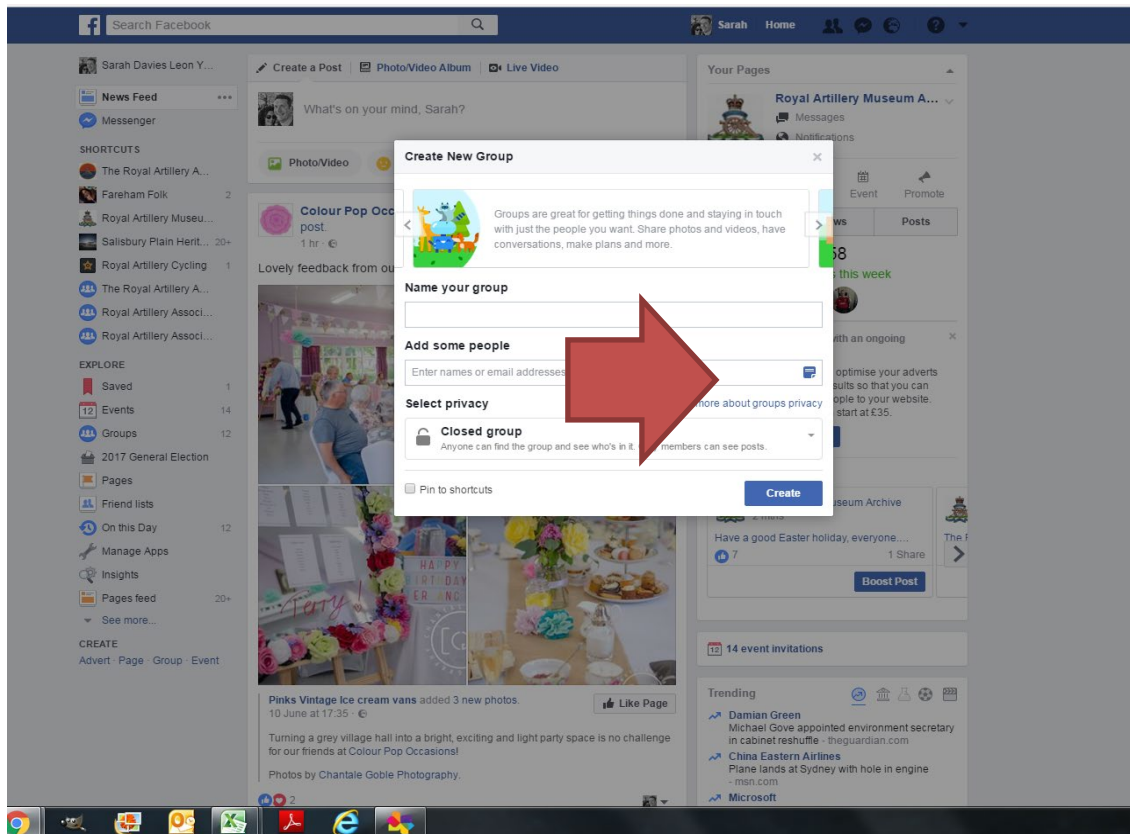 Search Facebook
Sarah Home
Sarah Davies Leon Y...
News Feed
Messenger
SHORTCUTS
The Royal Artillery A...
Fareham Folk 2
Royal Artillery Museu...
Salisbury Plain Herit... 20+
Royal Artillery Cycling 1
The Royal Artillery A...
Royal Artillery Associ...
Royal Artillery Associ...
EXPLORE
Saved 1
Events 14
Groups 12
2017 General Election
Pages
Friend lists
On this Day 12
Manage Apps
Insights
Pages feed 20+
See more...
CREATE
Advert · Page · Group · Event
Create a Post Photo/Video Album Live Video
What's on your mind, Sarah?
Photo/Video
Colour Pop Occ
post.
1 hr
Lovely feedback from ou
Create New Group
Groups are great for getting things done and staying in touch
with just the people you want. Share photos and videos, have
conversations, make plans and more.
Name your group
Add some people
Enter names or email addresses
Select privacy more about groups privacy
Closed group
Anyone can find the group and see who's in it. members can see posts.
Pin to shortcuts
Create
HAPPY
Terry!
Pinks Vintage Ice cream vans added 3 new photos.
10 June at 17:35
Like Page
Turning a grey village hall into a bright, exciting and light party space is no challenge
for our friends at Colour Pop Occasions!
Photos by Chantale Goble Photography.
2
Your Pages
Royal Artillery Museum A...
Messages
Notifications
Event Promote
ws Posts
58
this week
ith an ongoing
optimise your adverts
sults so that you can
ople to your website.
start at £35.
useum Archive
2 mins
Have a good Easter holiday, everyone....
7 1 Share
Boost Post
14 event invitations
Trending
Damian Green
Michael Gove appointed environment secretary
in cabinet reshuffle - theguardian.com
China Eastern Airlines
Plane lands at Sydney with hole in engine
- msn.com
Microsoft